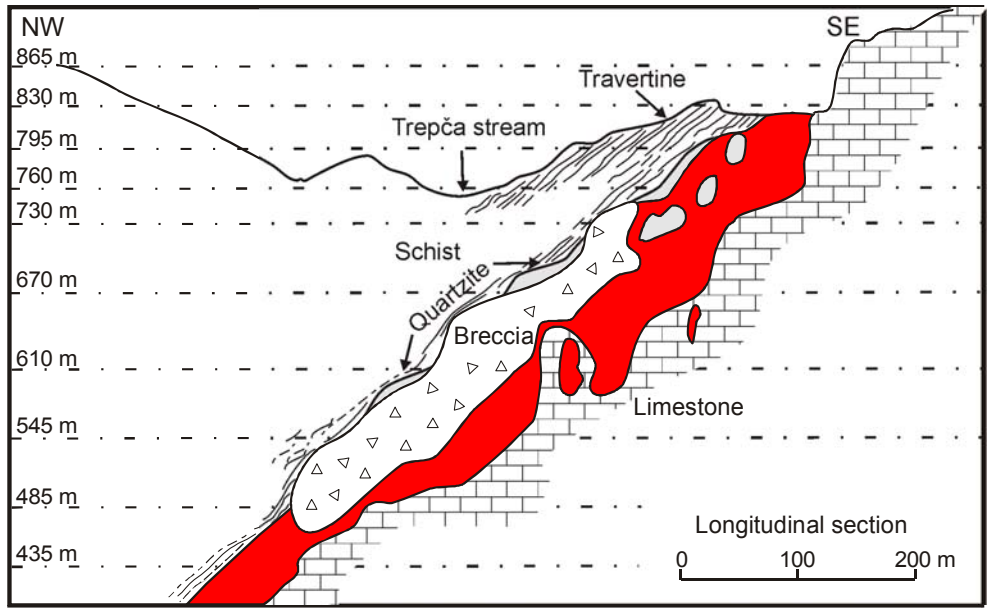 NW
SE
865 m
830 m
795 m
760 m
730 m
670 m
610 m
545 m
485 m
435 m
Travertine
Trepča stream
Schist
Quartzite
Breccia
Limestone
Longitudinal section
0 100 200 m